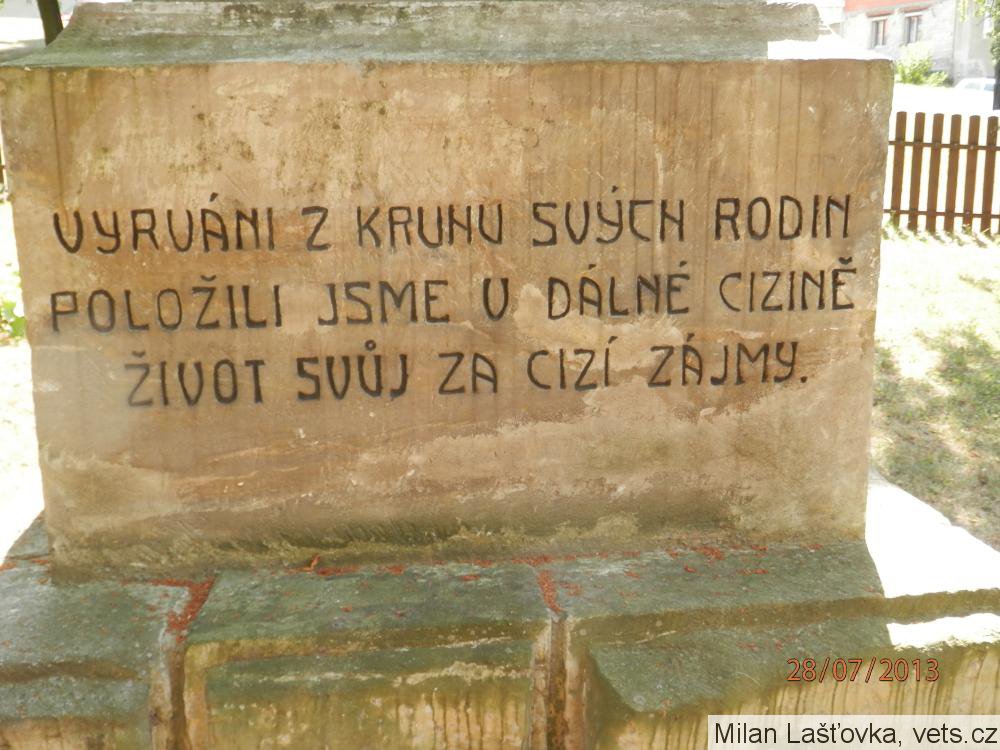 VYRVÁNI Z KRUHU SVÝCH RODIN
POLOŽILI JSME V DÁLNÉ CIZINĚ
ŽIVOT SVŮJ ZA CIZÍ ZÁJMY.
28/07/2013
Milan Lašťovka, vets.cz